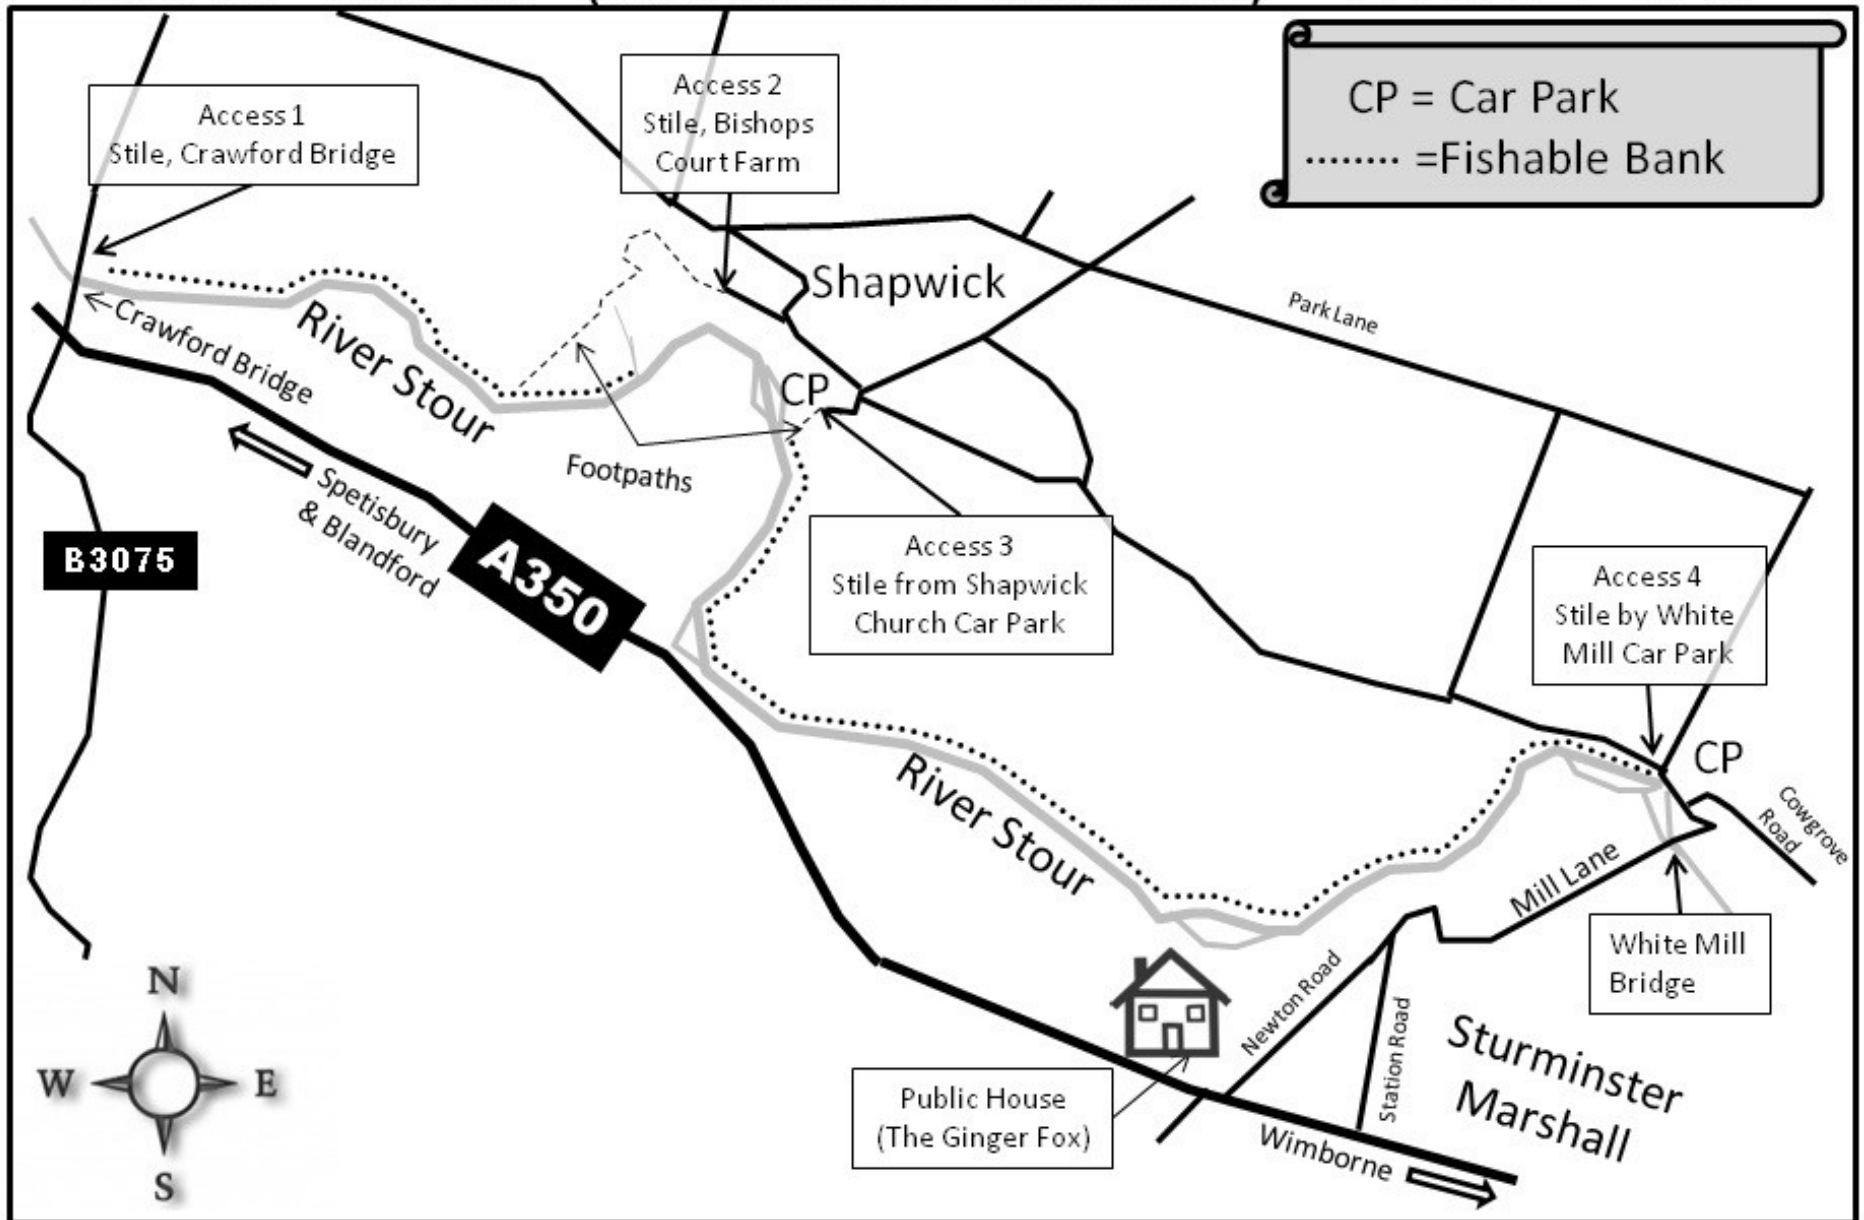 CP = Car Park
........ =Fishable Bank
Access 1
Stile, Crawford Bridge
Access 2
Stile, Bishops
Court Farm
Shapwick
Park Lane
Crawford Bridge
River Stour
CP
Footpaths
Spetisbury
& Blandford
B3075
A350
Access 3
Stile from Shapwick
Church Car Park
Access 4
Stile by White
Mill Car Park
CP
Cowgrove
Road
River Stour
Mill Lane
White Mill
Bridge
Newton Road
Station Road
Sturminster
Marshall
Public House
(The Ginger Fox)
Wimborne
N
W
E
S